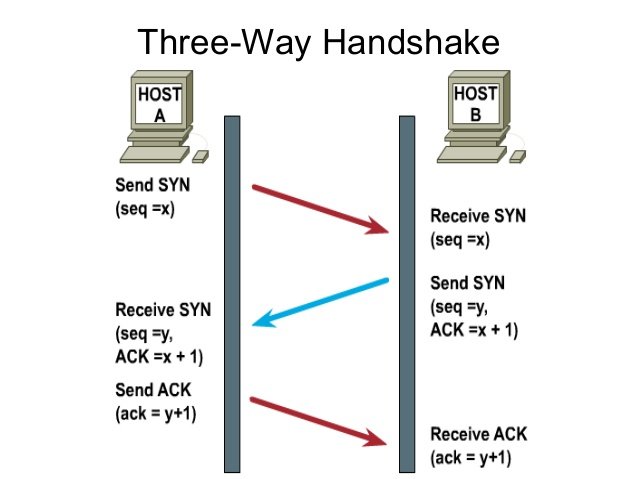 Three-Way Handshake
HOST
A
HOST
B
Send SYN
(seq =x)
Receive SYN
(seq =x)
Send SYN
(seq =y,
ACK =x + 1)
Receive SYN
(seq =y,
ACK =x + 1)
Send ACK
(ack = y+1)
Receive ACK
(ack = y+1)